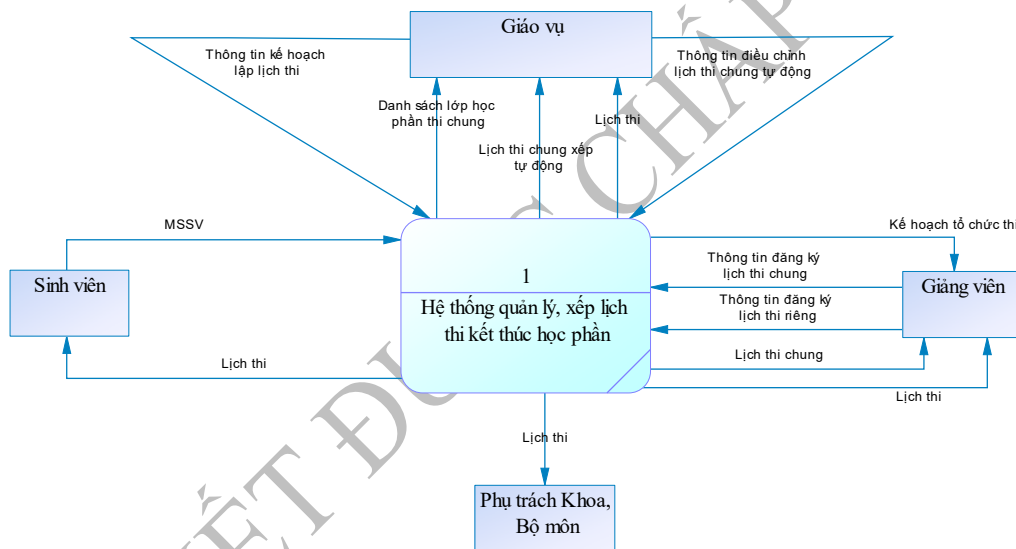 Giáo vụ
Thông tin kế hoạch
lập lịch thi
Thông tin điều chỉnh
lịch thi chung tự động
Danh sách lớp học
phần thi chung
Lịch thi chung xếp
tự động
Lịch thi
MSSV
Kế hoạch tổ chức thi
Sinh viên
1
Hệ thống quản lý, xếp lịch
thi kết thúc học phần
Thông tin đăng ký
lịch thi chung
Thông tin đăng ký
lịch thi riêng
Giảng viên
Lịch thi
Lịch thi chung
Lịch thi
Lịch thi
Phụ trách Khoa,
Bộ môn